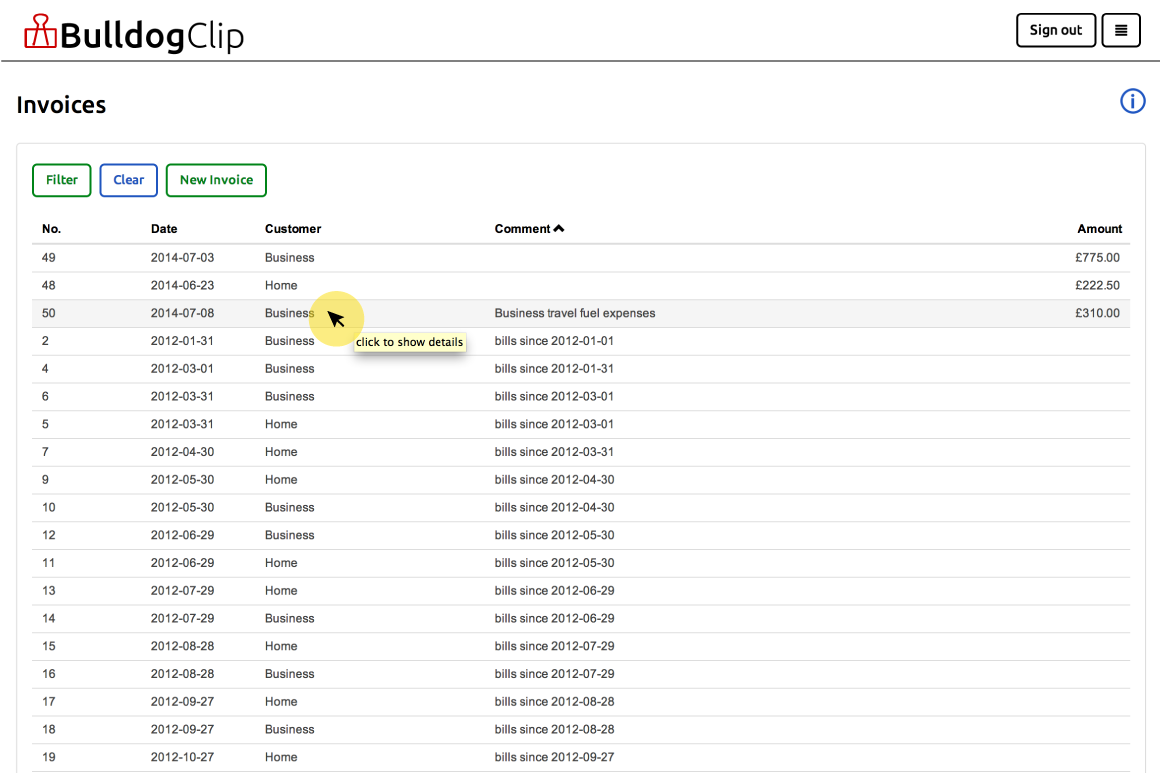 BulldogClip
Sign out
Invoices
Filter Clear New Invoice
No. Date Customer Comment Amount
49 2014-07-03 Business £775.00
48 2014-06-23 Home £222.50
50 2014-07-08 Business Business travel fuel expenses £310.00
click to show details
2 2012-01-31 Business bills since 2012-01-01
4 2012-03-01 Business bills since 2012-01-31
6 2012-03-31 Business bills since 2012-03-01
5 2012-03-31 Home bills since 2012-03-01
7 2012-04-30 Home bills since 2012-03-31
9 2012-05-30 Home bills since 2012-04-30
10 2012-05-30 Business bills since 2012-04-30
12 2012-06-29 Business bills since 2012-05-30
11 2012-06-29 Home bills since 2012-05-30
13 2012-07-29 Home bills since 2012-06-29
14 2012-07-29 Business bills since 2012-06-29
15 2012-08-28 Home bills since 2012-07-29
16 2012-08-28 Business bills since 2012-07-29
17 2012-09-27 Home bills since 2012-08-28
18 2012-09-27 Business bills since 2012-08-28
19 2012-10-27 Home bills since 2012-09-27